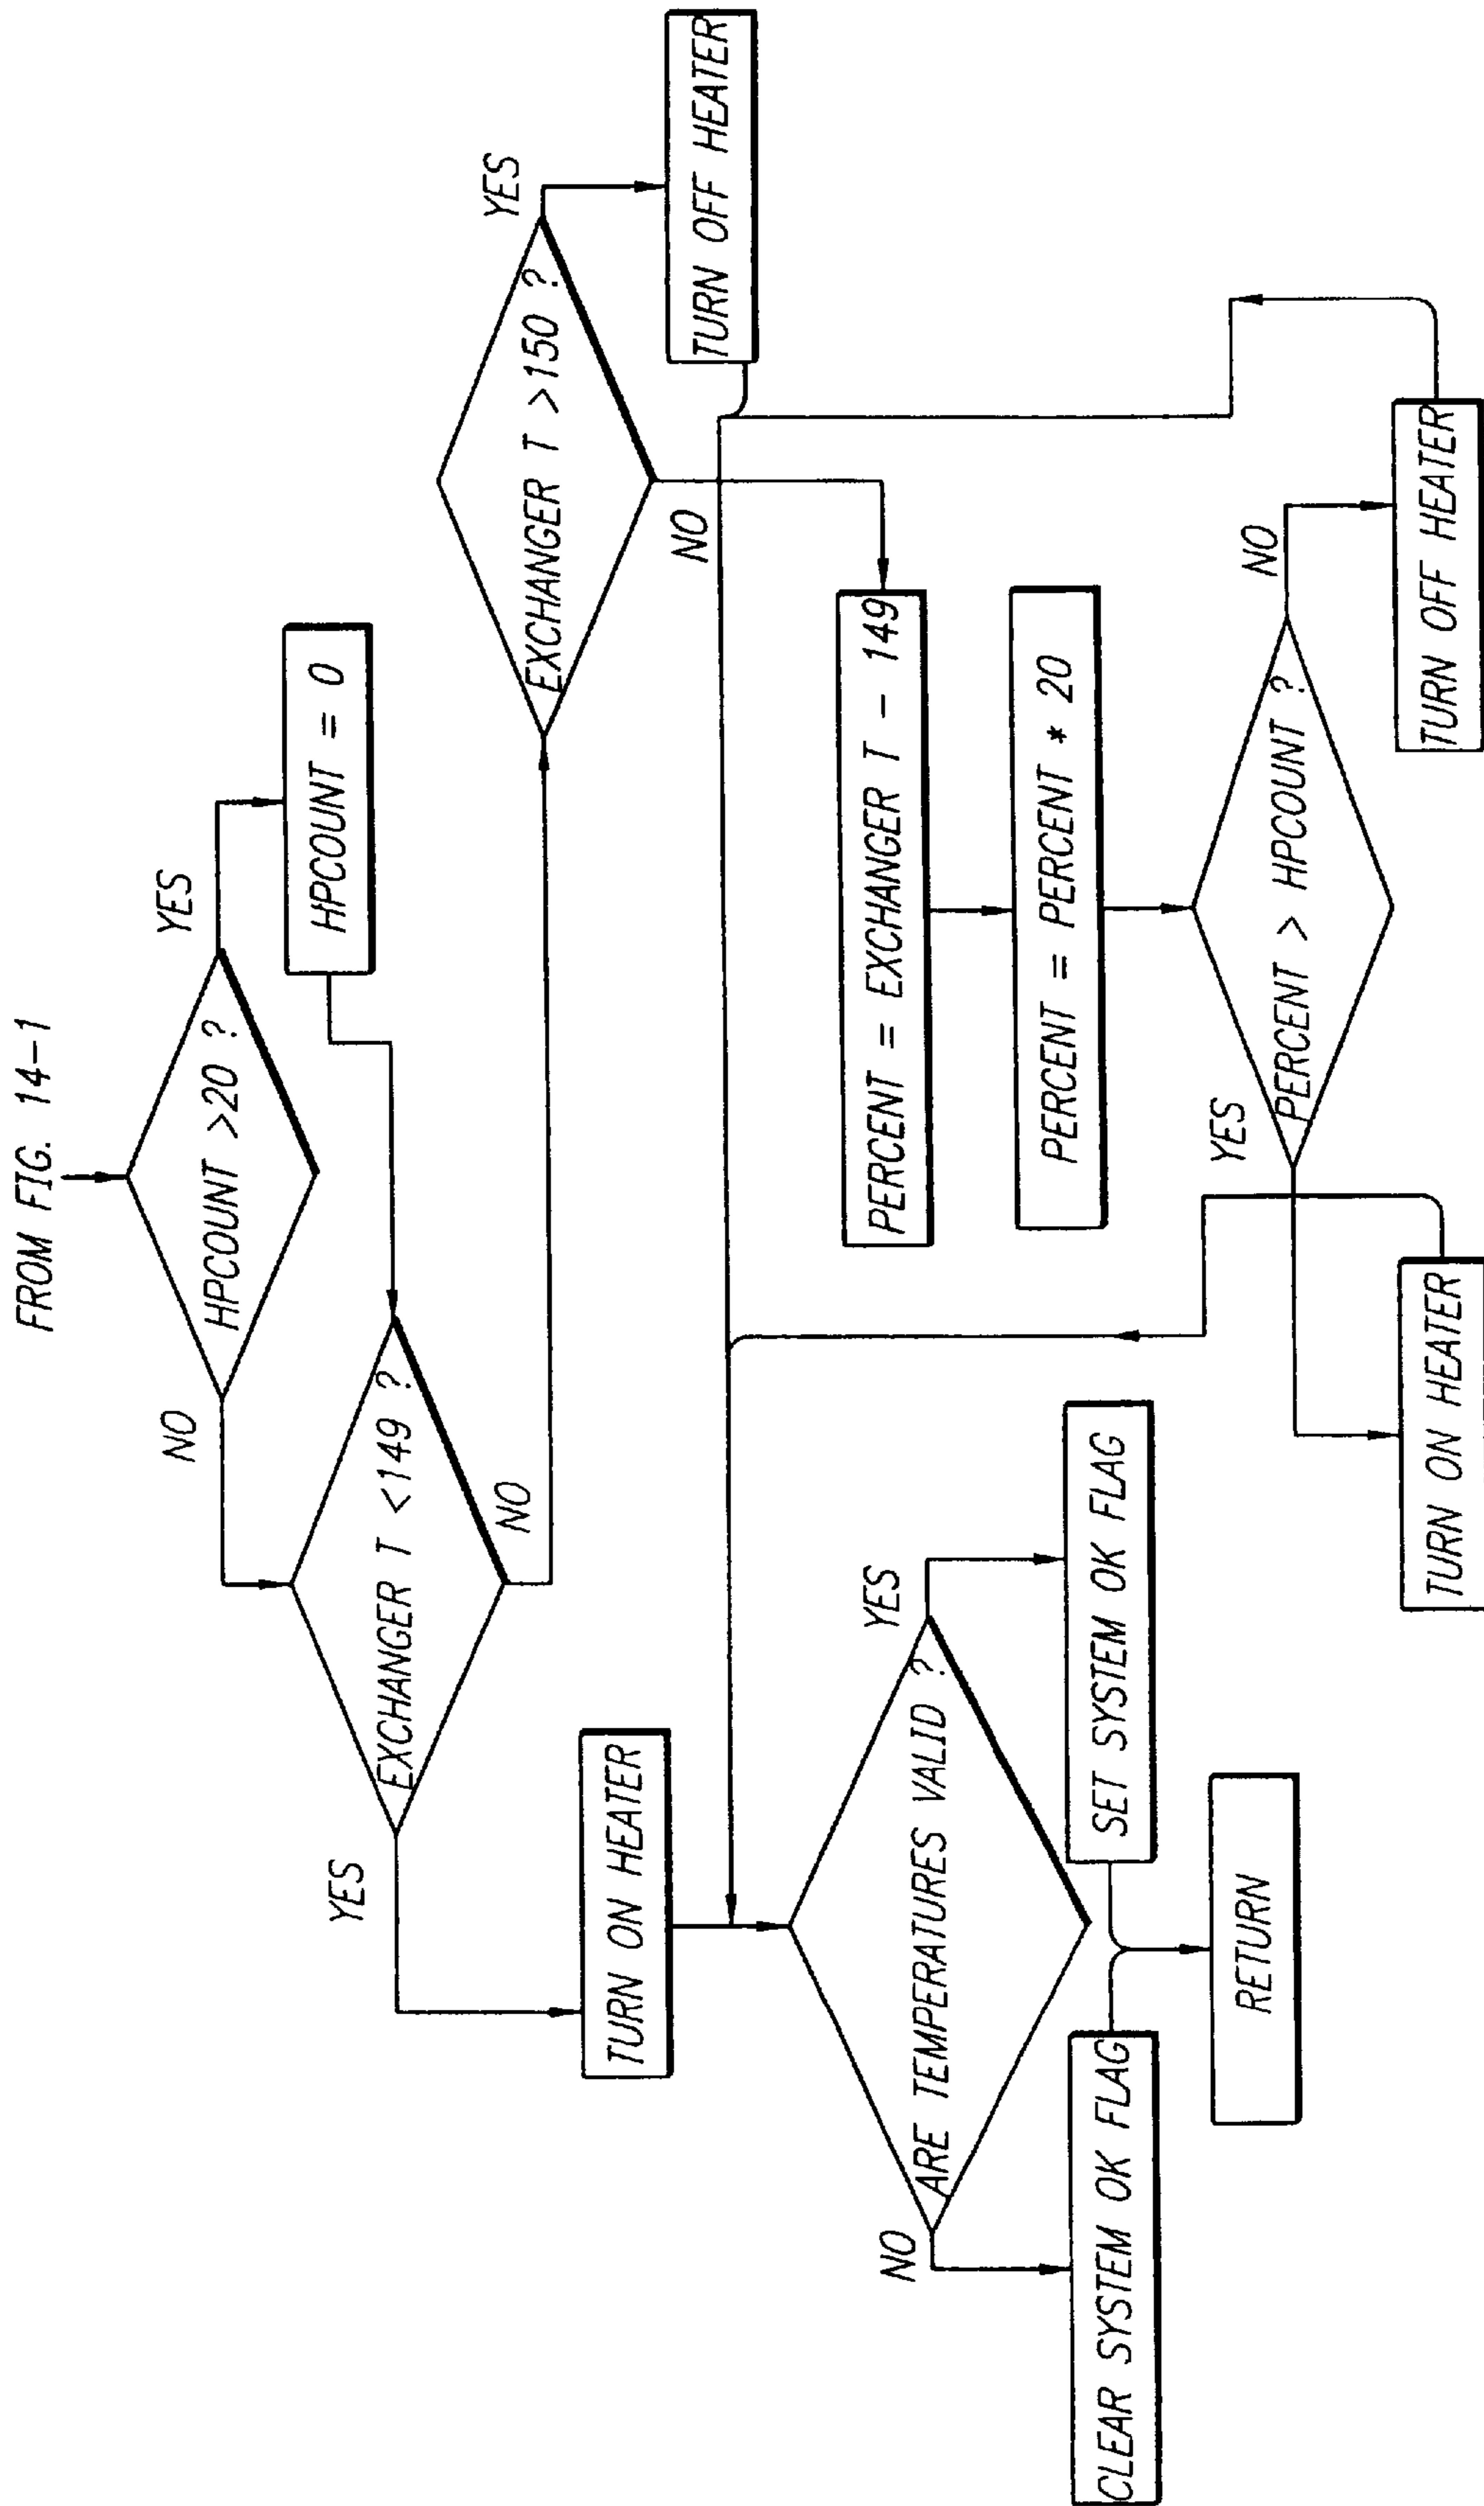 FROM FIG. 14-1
HPCOUNT >20 ?
YES
NO
HPCOUNT = 0
EXCHANGER T <149 ?
YES
NO
EXCHANGER T >150 ?
YES
NO
TURN ON HEATER
TURN OFF HEATER
PERCENT = EXCHANGER T - 149
PERCENT = PERCENT * 20
PERCENT > HPCOUNT ?
YES
NO
TURN ON HEATER
TURN OFF HEATER
ARE TEMPERATURES VALID ?
NO
YES
CLEAR SYSTEM OK FLAG
SET SYSTEM OK FLAG
RETURN